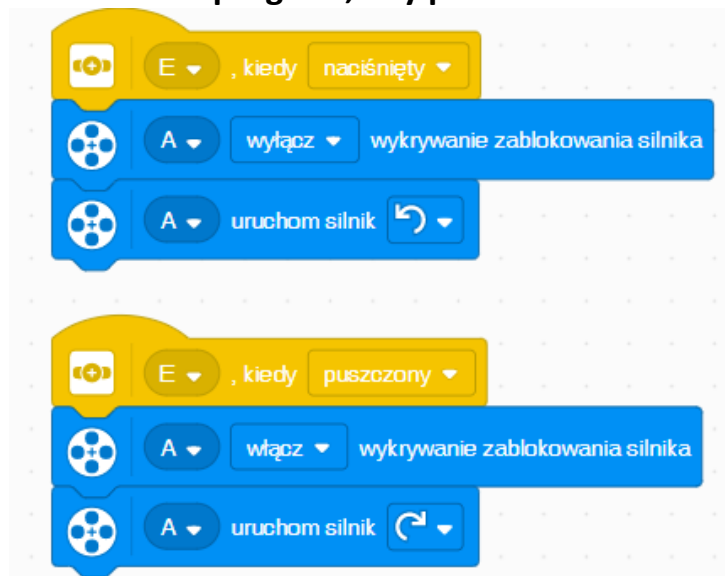 E , kiedy naciśnięty
A wyłącz wykrywanie zablokowania silnika
A uruchom silnik
E , kiedy puszczony
A włącz wykrywanie zablokowania silnika
A uruchom silnik